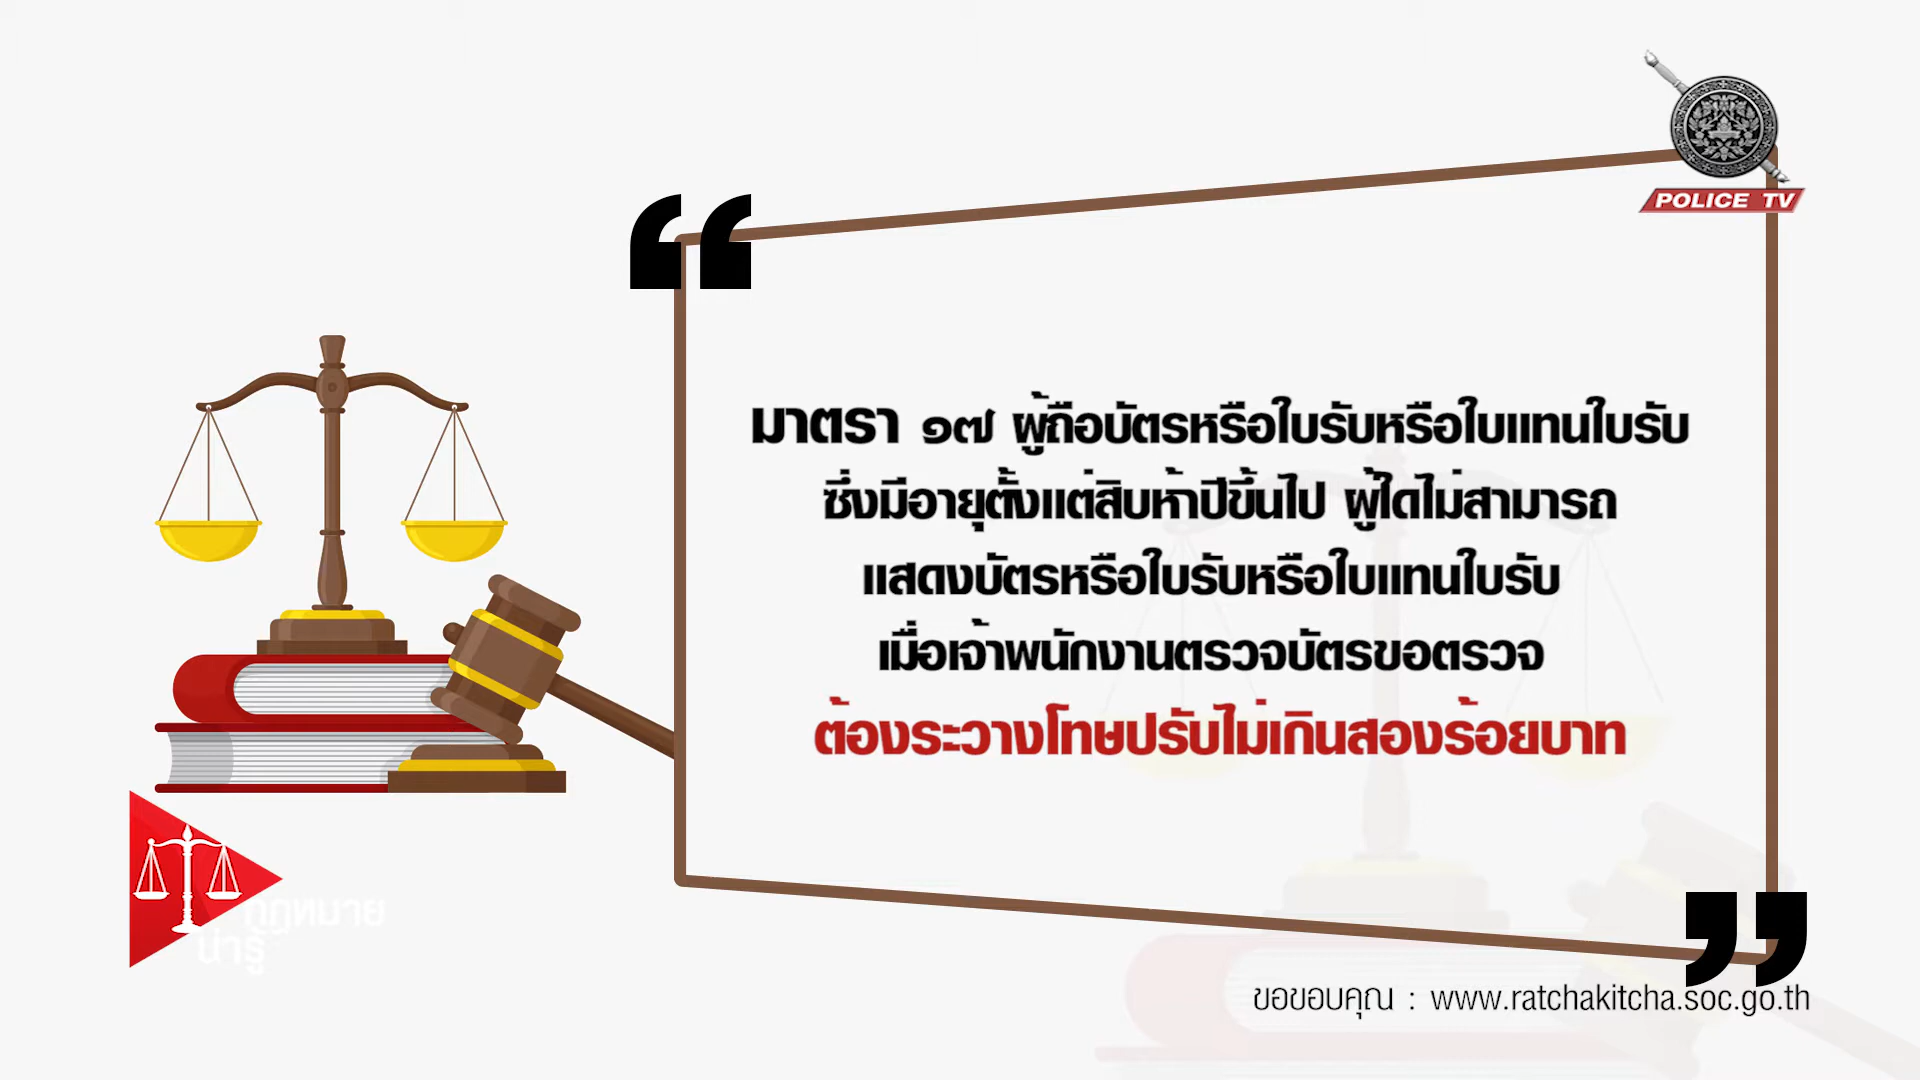 POLICE TV
มาตรา ๑๗ ผู้ถือบัตรหรือใบรับหรือใบแทนใบรับ
ซึ่งมีอายุตั้งแต่สิบห้าปีขึ้นไป ผู้ใดไม่สามารถ
แสดงบัตรหรือใบรับหรือใบแทนใบรับ
เมื่อเจ้าพนักงานตรวจบัตรขอตรวจ
ต้องระวางโทษปรับไม่เกินสองร้อยบาท
กฎหมาย
น่ารู้
ขอขอบคุณ : www.ratchakitcha.soc.go.th